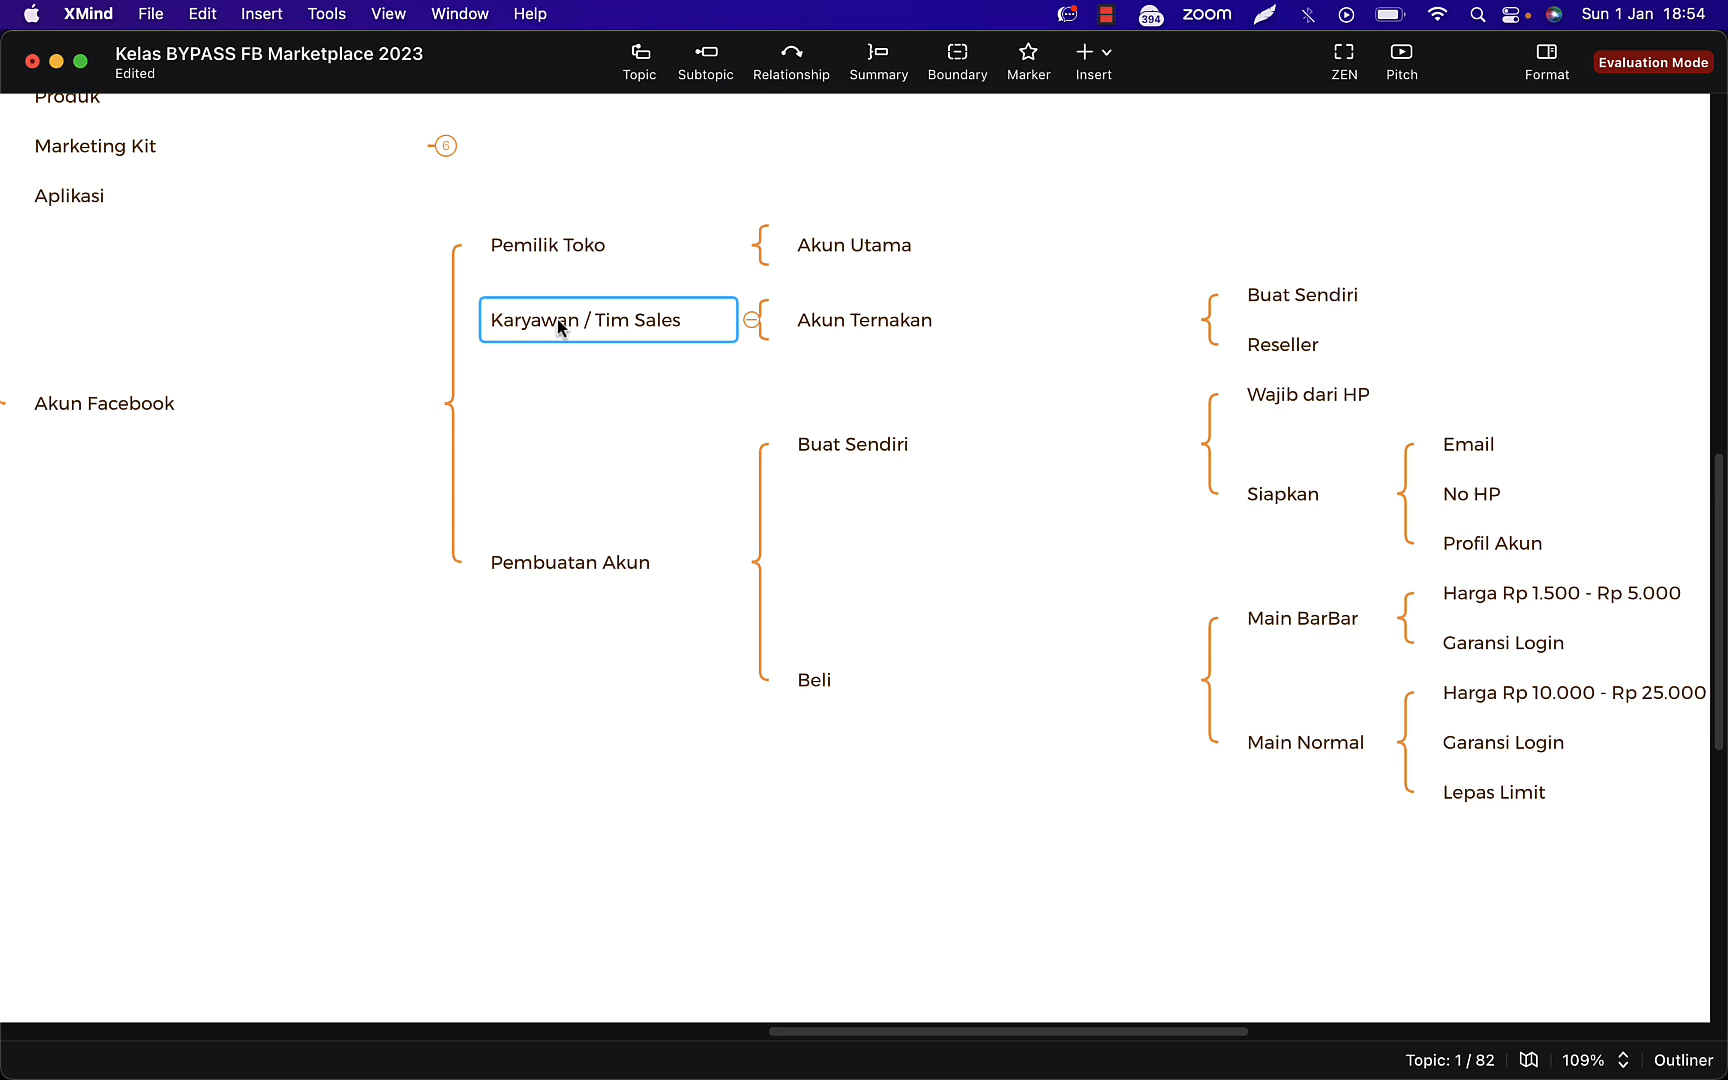 XMind File Edit Insert Tools View Window Help 394 zoom Sun 1 Jan 18:54
Kelas BYPASS FB Marketplace 2023
Edited
Topic Subtopic Relationship Summary Boundary Marker Insert ZEN Pitch Format Evaluation Mode
Produk
Marketing Kit 6
Aplikasi
Pemilik Toko Akun Utama
Buat Sendiri
Karyawan / Tim Sales Akun Ternakan
Reseller
Wajib dari HP
Akun Facebook
Buat Sendiri Email
Siapkan No HP
Profil Akun
Pembuatan Akun
Harga Rp 1.500 - Rp 5.000
Main BarBar
Garansi Login
Beli
Harga Rp 10.000 - Rp 25.000
Main Normal Garansi Login
Lepas Limit
Topic: 1 / 82 109% Outliner